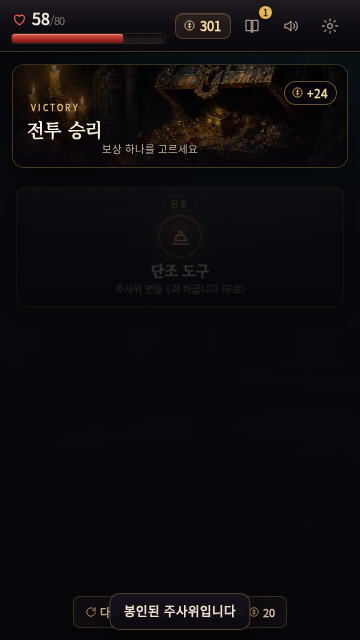 58/80
301
1
VICTORY
전투 승리
+24
보상 하나를 고르세요
단조
단조 도구
주사위 면을 1회 바꿉니다 (무료)
다
봉인된 주사위입니다
20